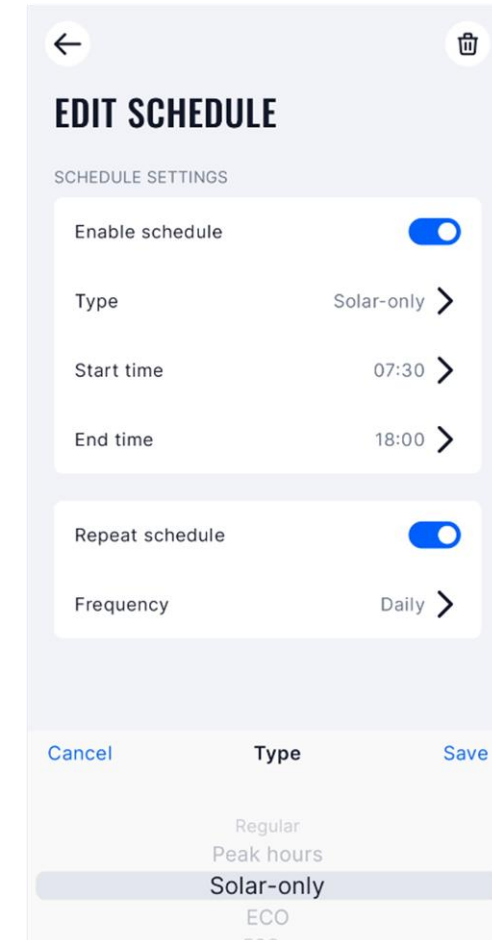 EDIT SCHEDULE
SCHEDULE SETTINGS
Enable schedule
Type Solar-only
Start time 07:30
End time 18:00
Repeat schedule
Frequency Daily
Cancel Type Save
Regular
Peak hours
Solar-only
ECO